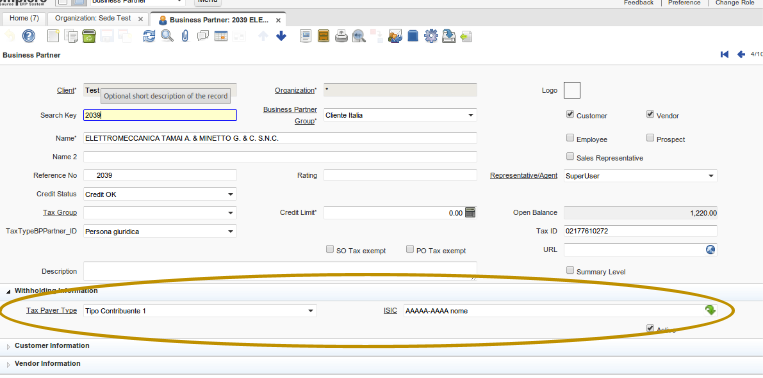 Business Partner
Menu
Feedback
Preference
Change Role
Home (7)
Organization: Sede Test
Business Partner: 2039 ELE...
Business Partner
4/10
Client*
Test
Organization*
*
Logo
Optional short description of the record
Search Key
2039
Business Partner Group*
Cliente Italia
Customer
Vendor
Name*
ELETTROMECCANICA TAMAI A. & MINETTO G. & C. S.N.C.
Employee
Prospect
Name 2
Sales Representative
Reference No
2039
Rating
Representative/Agent
SuperUser
Credit Status
Credit OK
Tax Group
Credit Limit*
0.00
Open Balance
1,220.00
TaxTypeBPPartner_ID
Persona giuridica
Tax ID
02177610272
SO Tax exempt
PO Tax exempt
URL
Description
Summary Level
Withholding Information
Tax Payer Type
Tipo Contribuente 1
ISIC
AAAAA-AAAA nome
Active
Customer Information
Vendor Information